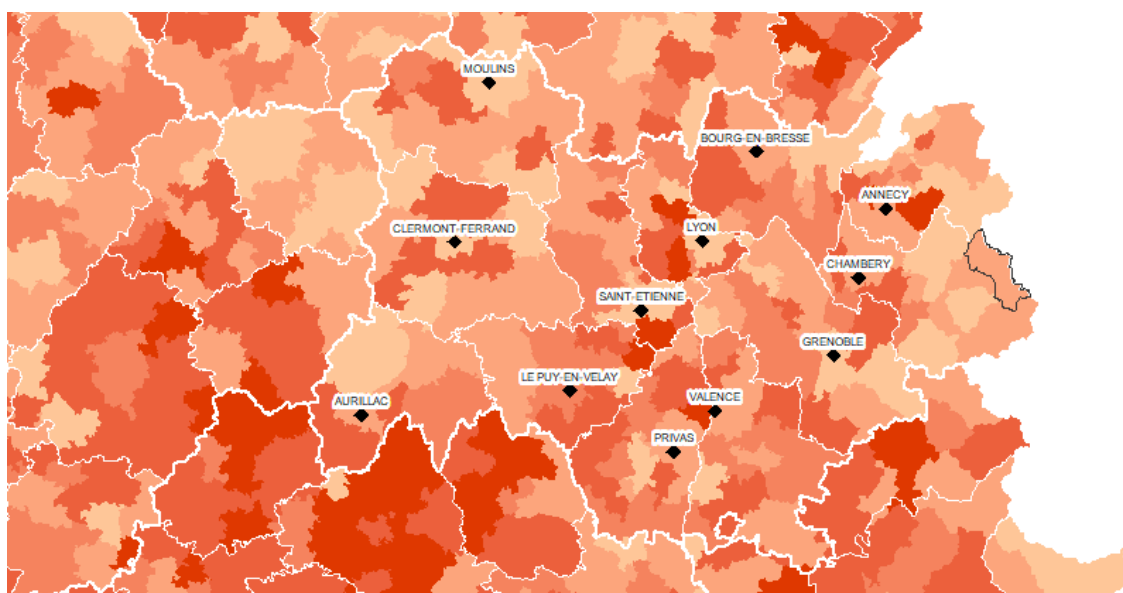 MOULINS
BOURG-EN-BRESSE
ANNECY
CLERMONT-FERRAND
LYON
CHAMBERY
SAINT-ETIENNE
GRENOBLE
LE PUY-EN-VELAY
AURILLAC
VALENCE
PRIVAS